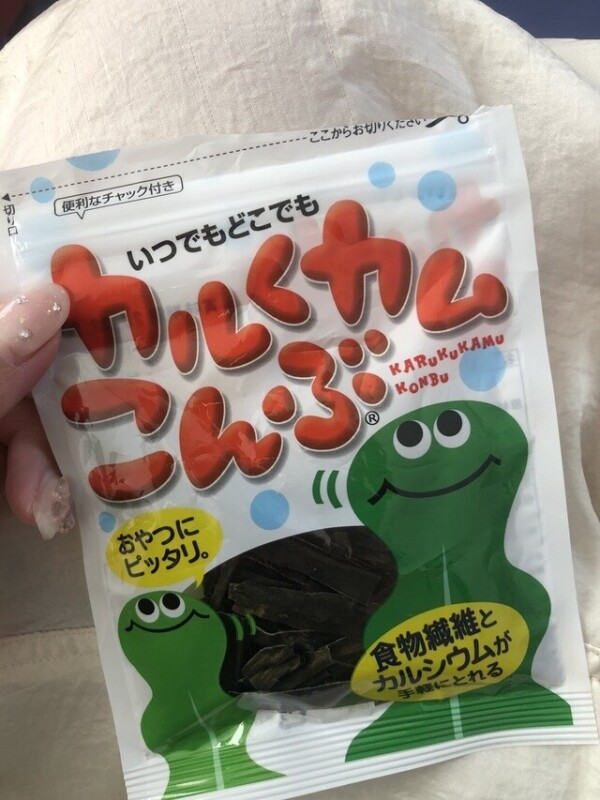 ここからお切りください
切り口
便利なチャック付き
いつでもどこでも
カルくカム
こんぶ®
KARUKUKAMU
KONBU
おやつに
ピッタリ。
食物繊維と
カルシウムが
手軽にとれる